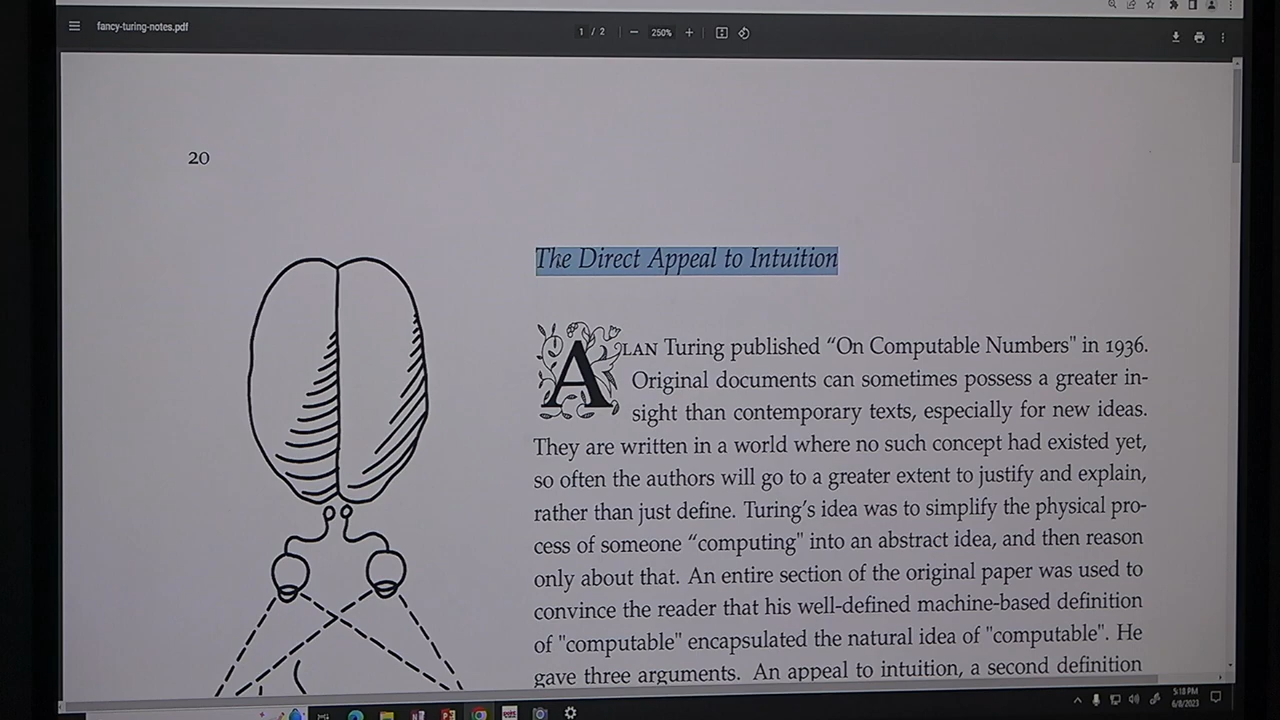 fancy-turing-notes.pdf
1 / 2
250%
20
The Direct Appeal to Intuition
ALAN Turing published “On Computable Numbers" in 1936.
Original documents can sometimes possess a greater in-
sight than contemporary texts, especially for new ideas.
They are written in a world where no such concept had existed yet,
so often the authors will go to a greater extent to justify and explain,
rather than just define. Turing’s idea was to simplify the physical pro-
cess of someone “computing" into an abstract idea, and then reason
only about that. An entire section of the original paper was used to
convince the reader that his well-defined machine-based definition
of "computable" encapsulated the natural idea of "computable". He
gave three arguments. An appeal to intuition, a second definition
5:18 PM
6/8/2023